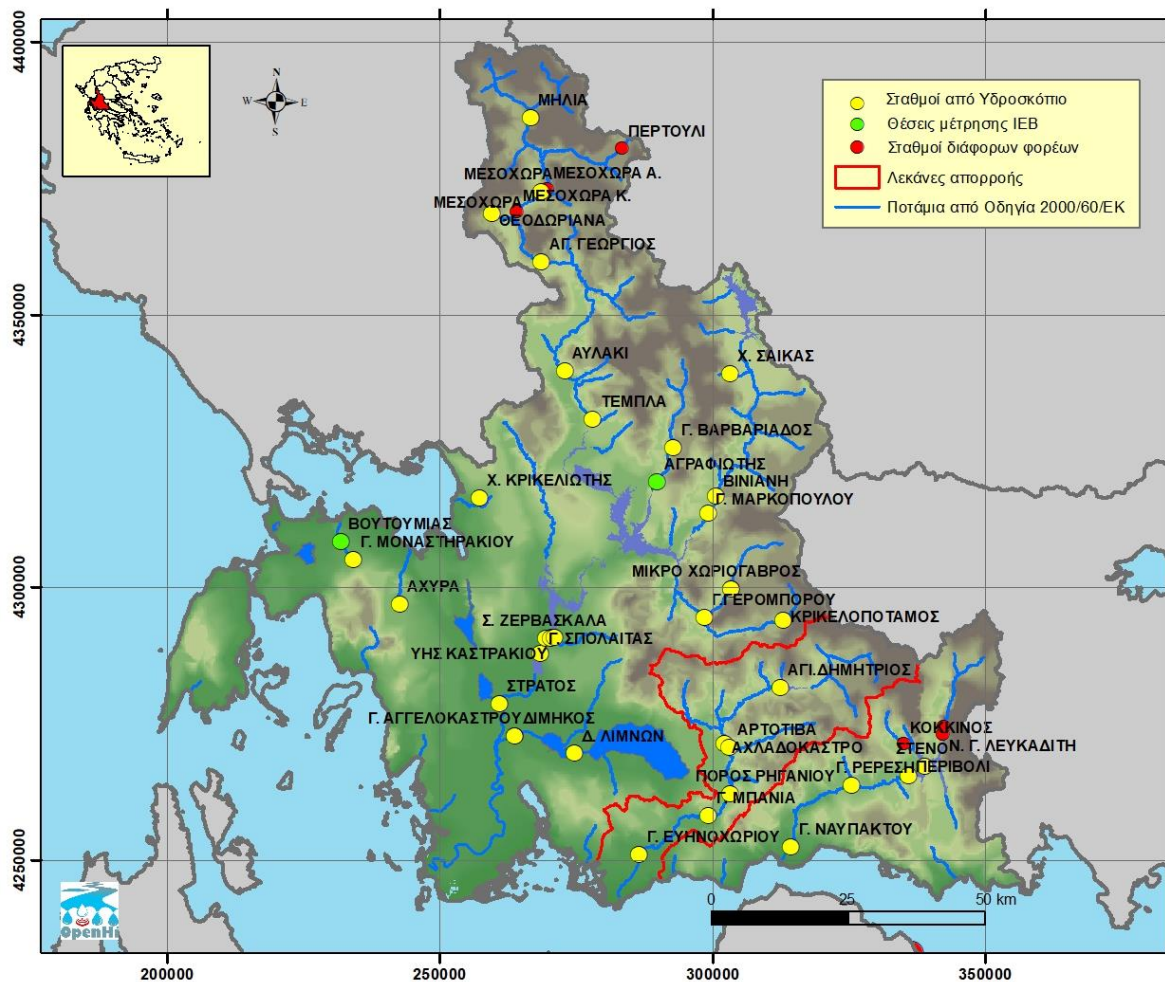 4400000
4350000
4300000
4250000
200000
250000
300000
350000
N
W
E
S
Σταθμοί από Υδροσκόπιο
Θέσεις μέτρησης ΙΕΒ
Σταθμοί διάφορων φορέων
Λεκάνες απορροής
Ποτάμια από Οδηγία 2000/60/ΕΚ
ΜΗΛΙΑ
ΠΕΡΤΟΥΛΙ
ΜΕΣΟΧΩΡΑ
ΜΕΣΟΧΩΡΑ Α.
ΜΕΣΟΧΩΡΑ Κ.
ΜΕΣΟΧΩΡΑ
ΘΕΟΔΩΡΙΑΝΑ
ΑΓ. ΓΕΩΡΓΙΟΣ
ΑΥΛΑΚΙ
Χ. ΣΑΙΚΑΣ
ΤΕΜΠΛΑ
Γ. ΒΑΡΒΑΡΙΑΔΟΣ
ΑΓΡΑΦΙΩΤΗΣ
ΒΙΝΙΑΝΗ
Γ. ΜΑΡΚΟΠΟΥΛΟΥ
Χ. ΚΡΙΚΕΛΙΩΤΗΣ
ΒΟΥΤΟΥΜΙΑΣ
Γ. ΜΟΝΑΣΤΗΡΑΚΙΟΥ
ΑΧΥΡΑ
ΜΙΚΡΟ ΧΩΡΙΟ
ΓΑΒΡΟΣ
Γ.ΓΕΡΟΜΠΟΡΟΥ
ΚΡΙΚΕΛΟΠΟΤΑΜΟΣ
Σ. ΖΕΡΒΑΣ
ΚΑΛΑ
Γ. ΣΠΟΛΑΙΤΑΣ
ΥΗΣ ΚΑΣΤΡΑΚΙΟΥ
ΑΓΙ.ΔΗΜΗΤΡΙΟΣ
ΣΤΡΑΤΟΣ
Γ. ΑΓΓΕΛΟΚΑΣΤΡΟΥ
ΔΙΜΗΚΟΣ
Δ. ΛΙΜΝΩΝ
ΑΡΤΟΤΙΒΑ
ΑΧΛΑΔΟΚΑΣΤΡΟ
ΚΟΚΚΙΝΟΣ
ΣΤΕΝΟ
Ν. Γ. ΛΕΥΚΑΔΙΤΗ
Γ. ΡΕΡΕΣΗ
ΠΕΡΙΒΟΛΙ
ΠΟΡΟΣ ΡΗΓΑΝΙΟΥ
Γ. ΜΠΑΝΙΑ
Γ. ΝΑΥΠΑΚΤΟΥ
Γ. ΕΥΗΝΟΧΩΡΙΟΥ
0
25
50 km